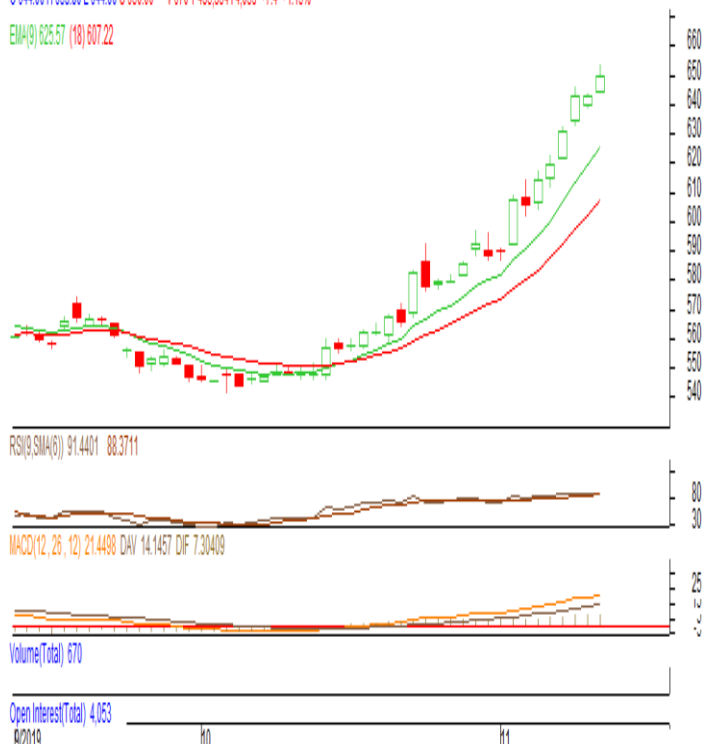 EMA(9) 625.57 (18) 607.22
660
650
640
630
620
610
600
590
580
570
560
550
540
RSI(9,SMA(6)) 91.4401 88.3711
80
30
MACD(12 , 26 , 12) 21.4498 DAV 14.1457 DIF 7.30409
25
Volume(Total) 670
Open Interest(Total) 4,053
9/2019 10 11